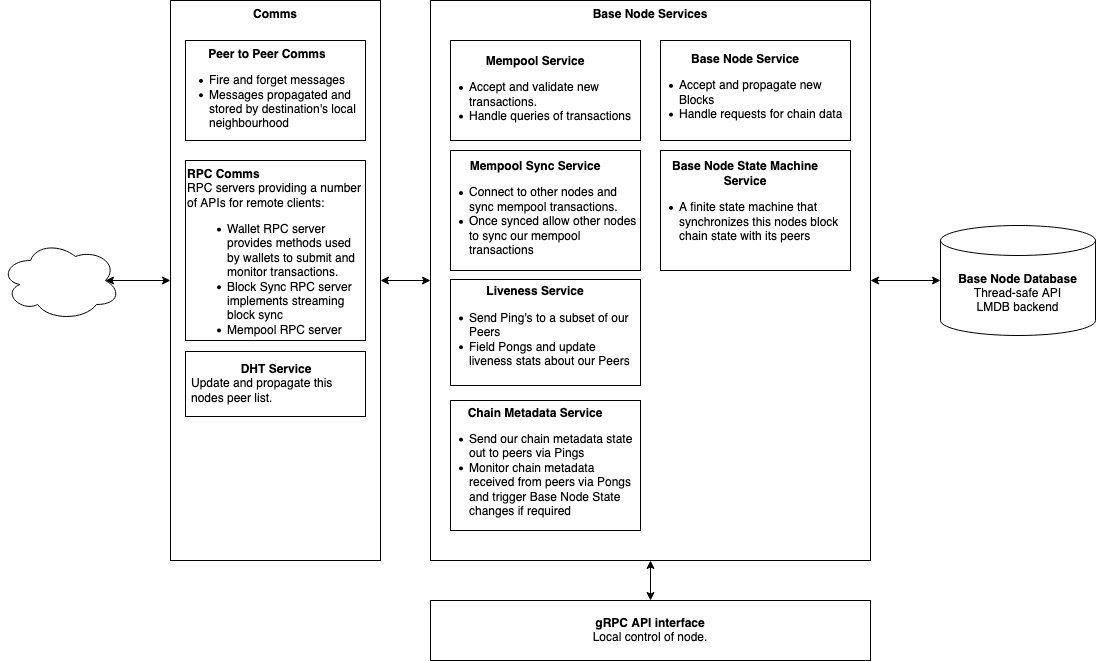 Comms
Peer to Peer Comms
• Fire and forget messages
• Messages propagated and
stored by destination's local
neighbourhood
RPC Comms
RPC servers providing a number
of APIs for remote clients:
• Wallet RPC server
provides methods used
by wallets to submit and
monitor transactions.
• Block Sync RPC server
implements streaming
block sync
• Mempool RPC server
DHT Service
Update and propagate this
nodes peer list.
Base Node Services
Mempool Service
• Accept and validate new
transactions.
• Handle queries of transactions
Base Node Service
• Accept and propagate new
Blocks
• Handle requests for chain data
Mempool Sync Service
• Connect to other nodes and
sync mempool transactions.
• Once synced allow other nodes
to sync our mempool
transactions
Base Node State Machine
Service
• A finite state machine that
synchronizes this nodes block
chain state with its peers
Liveness Service
• Send Ping's to a subset of our
Peers
• Field Pongs and update
liveness stats about our Peers
Chain Metadata Service
• Send our chain metadata state
out to peers via Pings
• Monitor chain metadata
received from peers via Pongs
and trigger Base Node State
changes if required
Base Node Database
Thread-safe API
LMDB backend
gRPC API interface
Local control of node.